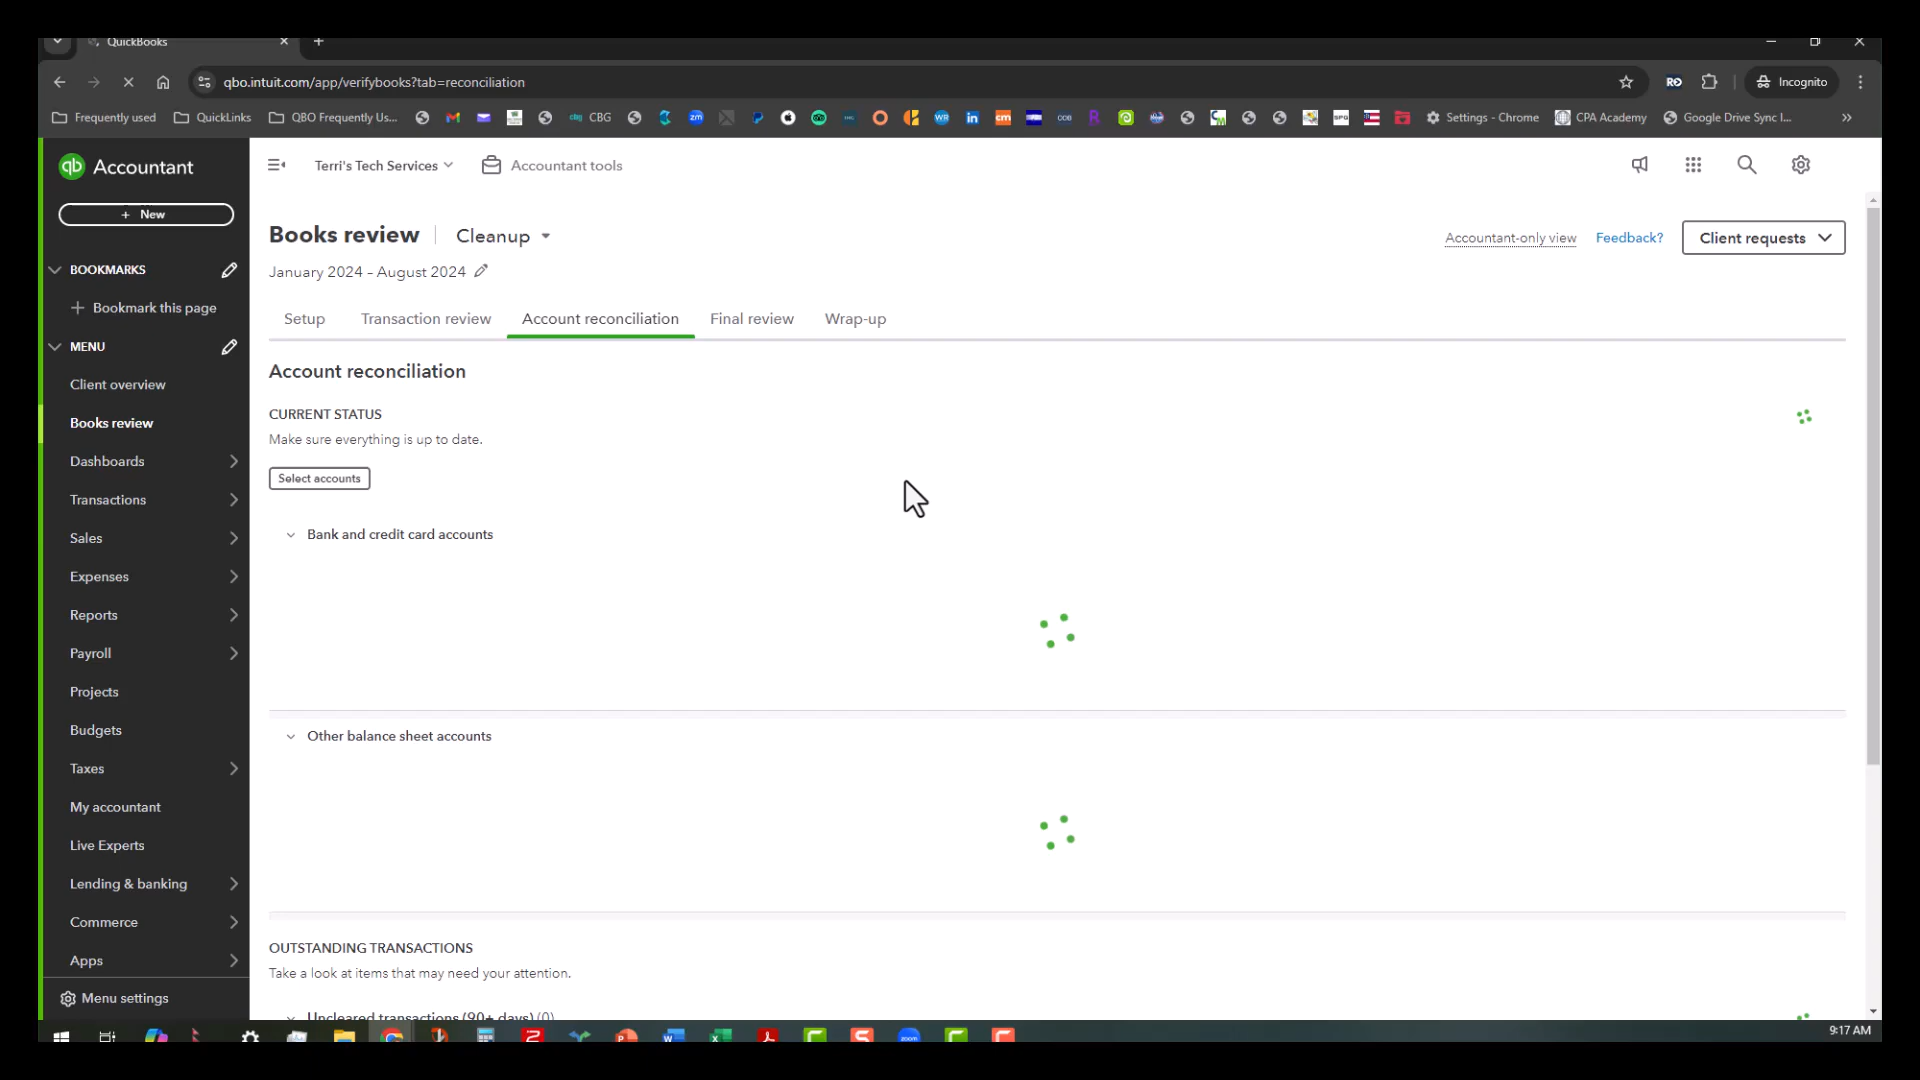 QuickBooks
qbo.intuit.com/app/verifybooks?tab=reconciliation
Incognito
Frequently used
QuickLinks
QBO Frequently Us...
CBG
Settings - Chrome
CPA Academy
Google Drive Sync I...
qb Accountant
Terri's Tech Services
Accountant tools
+ New
Books review
Cleanup
Accountant-only view
Feedback?
Client requests
January 2024 – August 2024
BOOKMARKS
Bookmark this page
MENU
Client overview
Books review
Dashboards
Transactions
Sales
Expenses
Reports
Payroll
Projects
Budgets
Taxes
My accountant
Live Experts
Lending & banking
Commerce
Apps
Menu settings
Setup
Transaction review
Account reconciliation
Final review
Wrap-up
Account reconciliation
CURRENT STATUS
Make sure everything is up to date.
Select accounts
Bank and credit card accounts
Other balance sheet accounts
OUTSTANDING TRANSACTIONS
Take a look at items that may need your attention.
Uncleared transactions (90+ days) (0)
9:17 AM